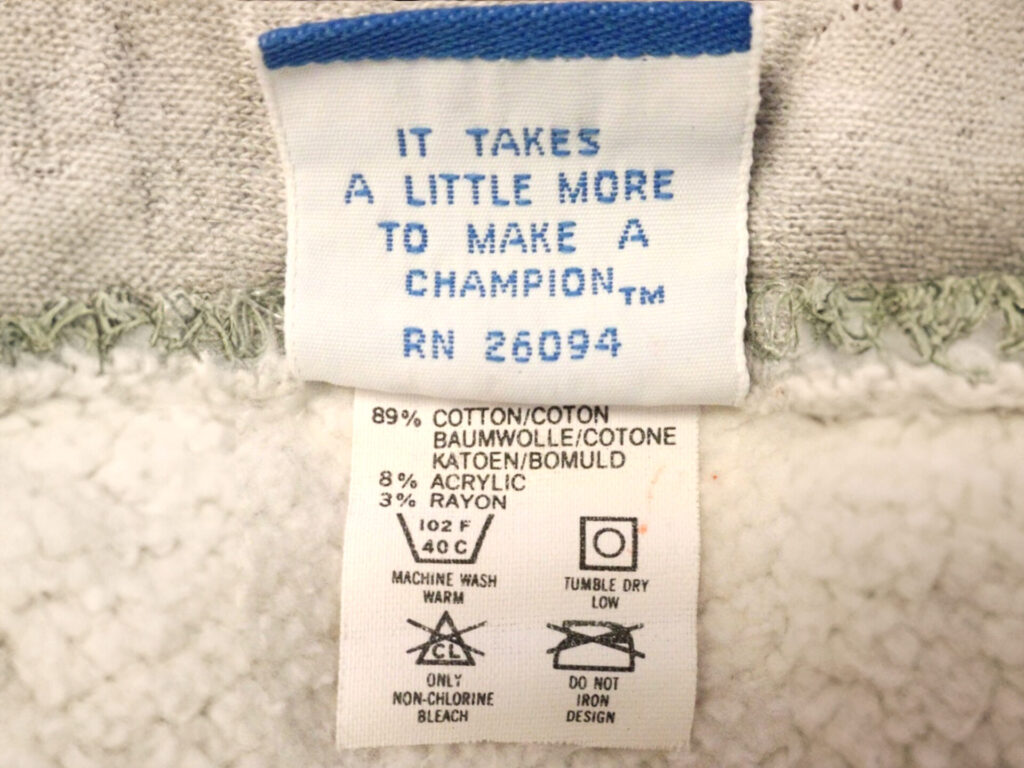 IT TAKES
A LITTLE MORE
TO MAKE A
CHAMPION™
RN 26094
89% COTTON/COTON
BAUMWOLLE/COTONE
KATOEN/BOMULD
8% ACRYLIC
3% RAYON
102 F
40 C
MACHINE WASH
WARM
TUMBLE DRY
LOW
CL
ONLY
NON-CHLORINE
BLEACH
DO NOT
IRON
DESIGN